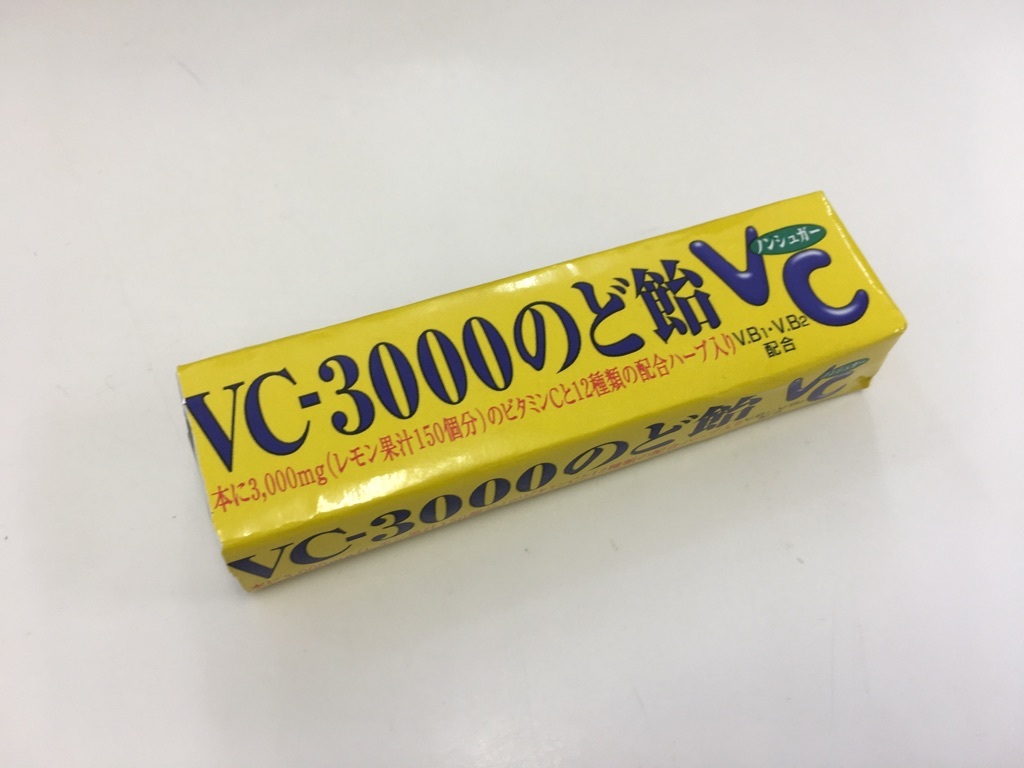 VC-3000のど飴
VC
ノンシュガー
本に3,000mg(レモン果汁150個分)のビタミンCと12種類の配合ハーブ入り
V.B1・V.B2
配合
VC-3000のど飴
VC